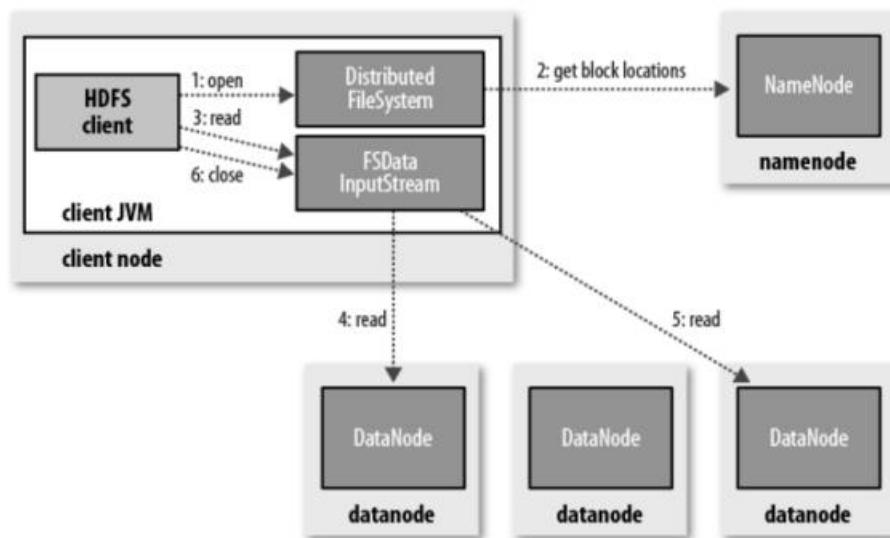 HDFS
client
1: open
3: read
6: close
Distributed
FileSystem
FSData
InputStream
client JVM
client node
2: get block locations
NameNode
namenode
4: read
5: read
DataNode
datanode
DataNode
datanode
DataNode
datanode